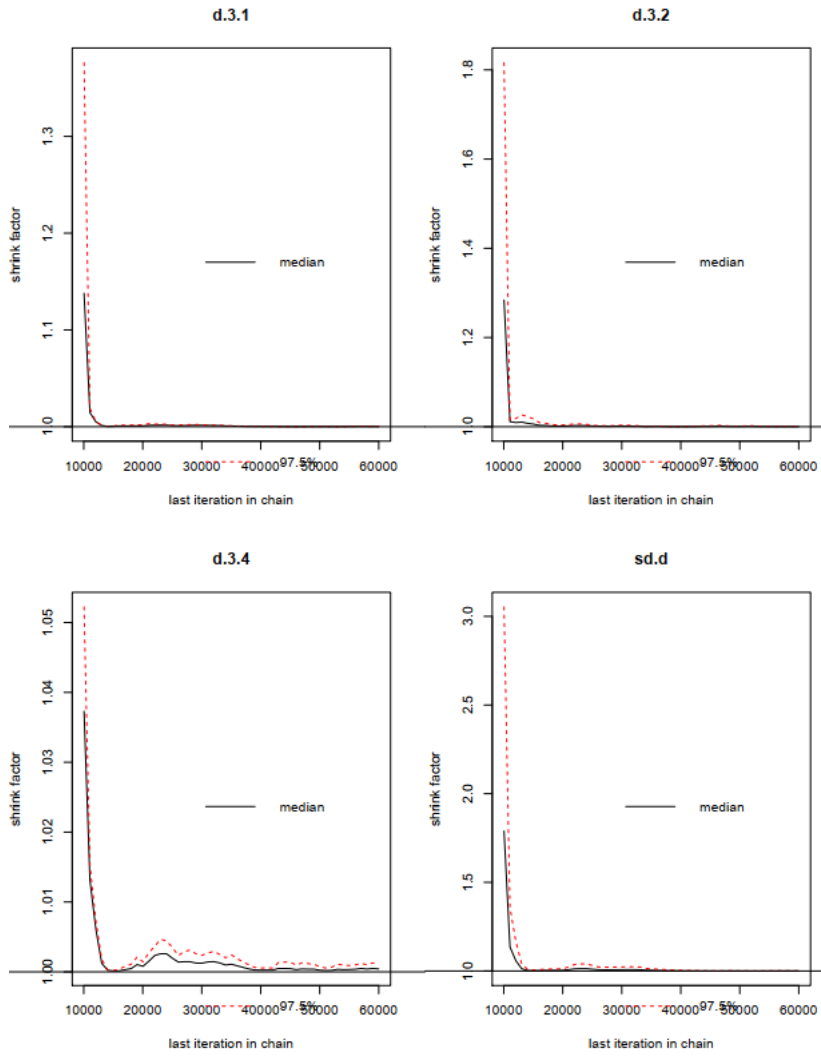 d.3.1
shrink factor
1.0 1.1 1.2 1.3
median
97.5%
10000 20000 30000 40000 50000 60000
last iteration in chain
d.3.2
shrink factor
1.0 1.2 1.4 1.6 1.8
median
97.5%
10000 20000 30000 40000 50000 60000
last iteration in chain
d.3.4
shrink factor
1.00 1.01 1.02 1.03 1.04 1.05
median
97.5%
10000 20000 30000 40000 50000 60000
last iteration in chain
sd.d
shrink factor
1.0 1.5 2.0 2.5 3.0
median
97.5%
10000 20000 30000 40000 50000 60000
last iteration in chain